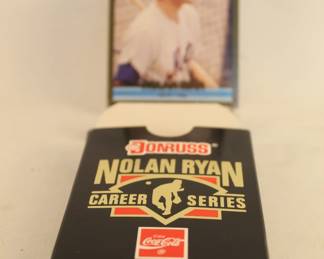 DONRUSS
NOLAN RYAN
CAREER SERIES
Coca-Cola